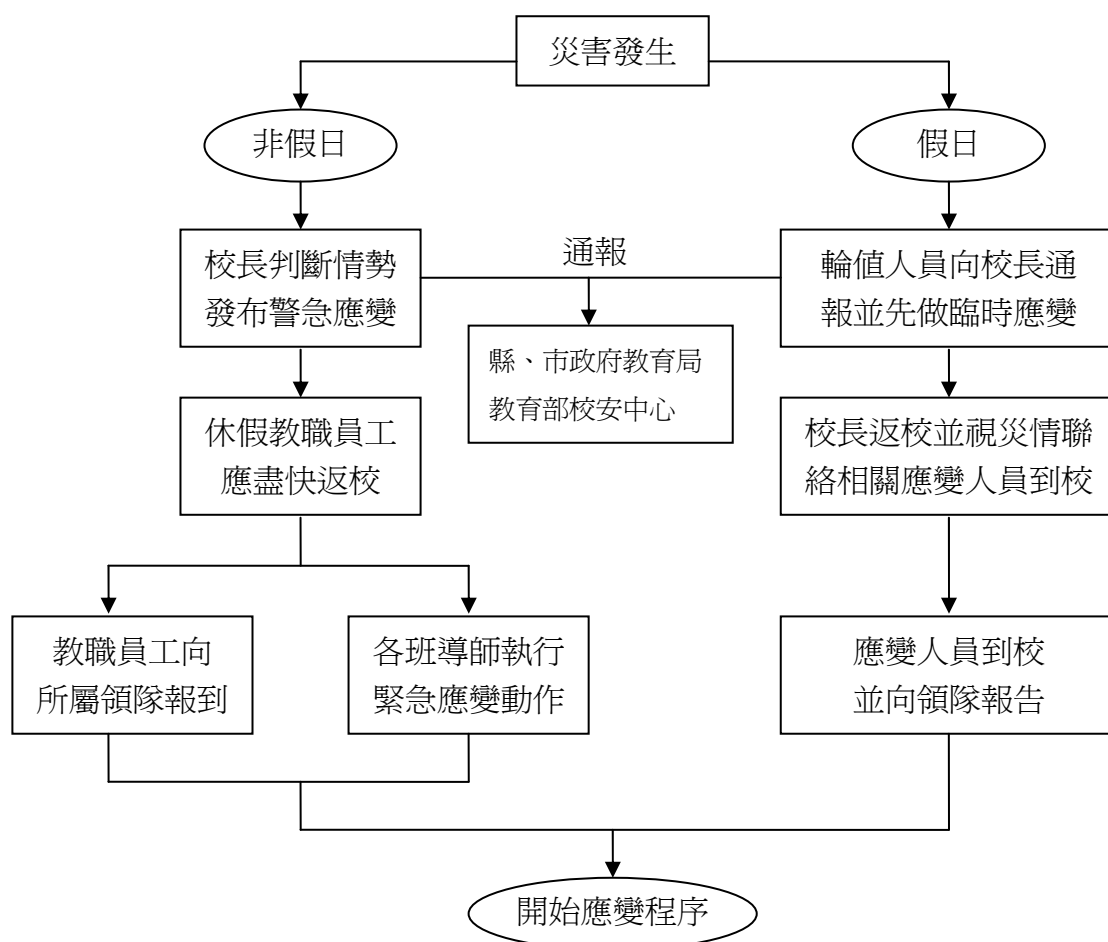 災害發生
非假日
假日
校長判斷情勢
發布警急應變
通報
輪值人員向校長通
報並先做臨時應變
縣、市政府教育局
教育部校安中心
休假教職員工
應盡快返校
校長返校並視災情聯
絡相關應變人員到校
教職員工向
所屬領隊報到
各班導師執行
緊急應變動作
應變人員到校
並向領隊報告
開始應變程序